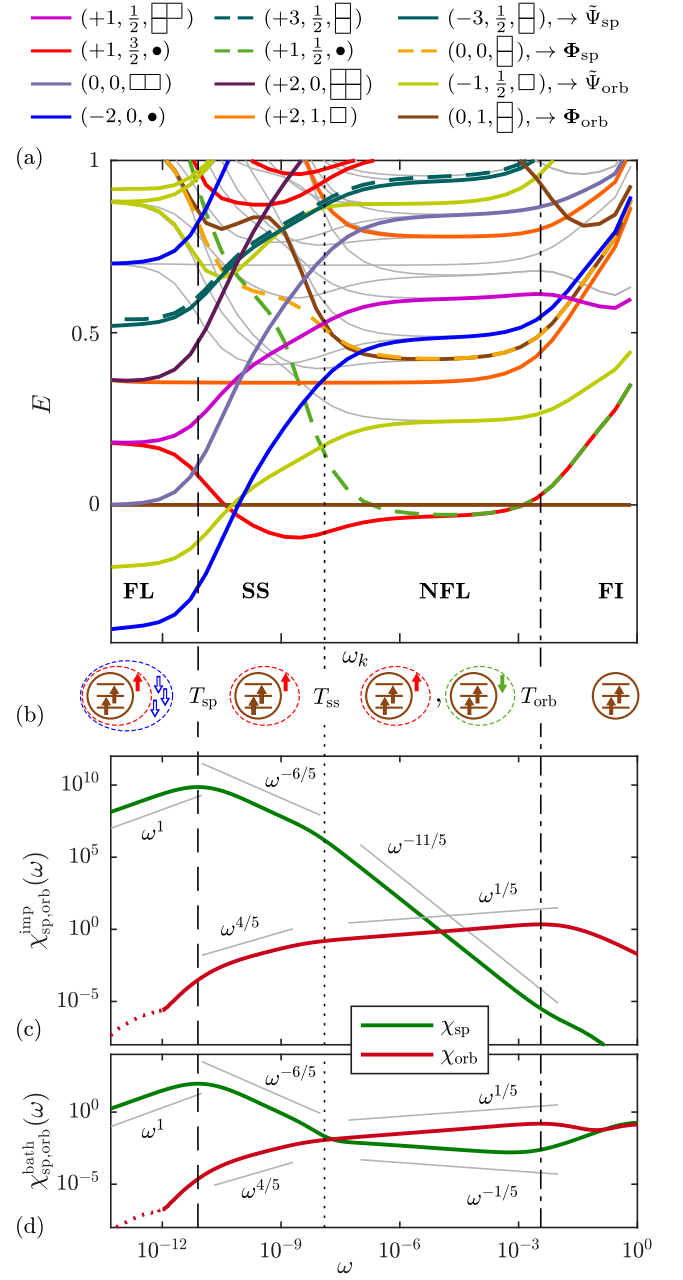 (+1, 1/2, ⊞) (+3, 1/2, ⊟) (−3, 1/2, ⊟), → Ψ̃sp
(+1, 3/2, •) (+1, 1/2, •) (0, 0, ⊟), → Φsp
(0, 0, □□) (+2, 0, ⊞) (−1, 1/2, □), → Ψ̃orb
(−2, 0, •) (+2, 1, □) (0, 1, ⊟), → Φorb
(a)
1
0.5
0
E
FL SS NFL FI
ωk
(b) Tsp Tss , Torb
10^10
10^5
10^0
10^−5
χ^imp sp,orb(ω)
ω^−6/5
ω^1
ω^−11/5
ω^4/5
ω^1/5
(c)
χsp
χorb
10^0
10^−5
χ^bath sp,orb(ω)
ω^−6/5
ω^1
ω^1/5
ω^4/5
ω^−1/5
(d)
10^−12 10^−9 10^−6 10^−3 10^0
ω